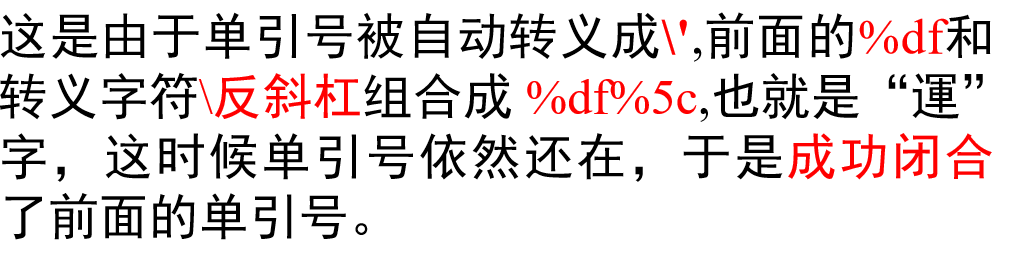 这是由于单引号被自动转义成\',前面的%df和
转义字符\反斜杠组合成 %df%5c,也就是“運”
字，这时候单引号依然还在，于是成功闭合
了前面的单引号。